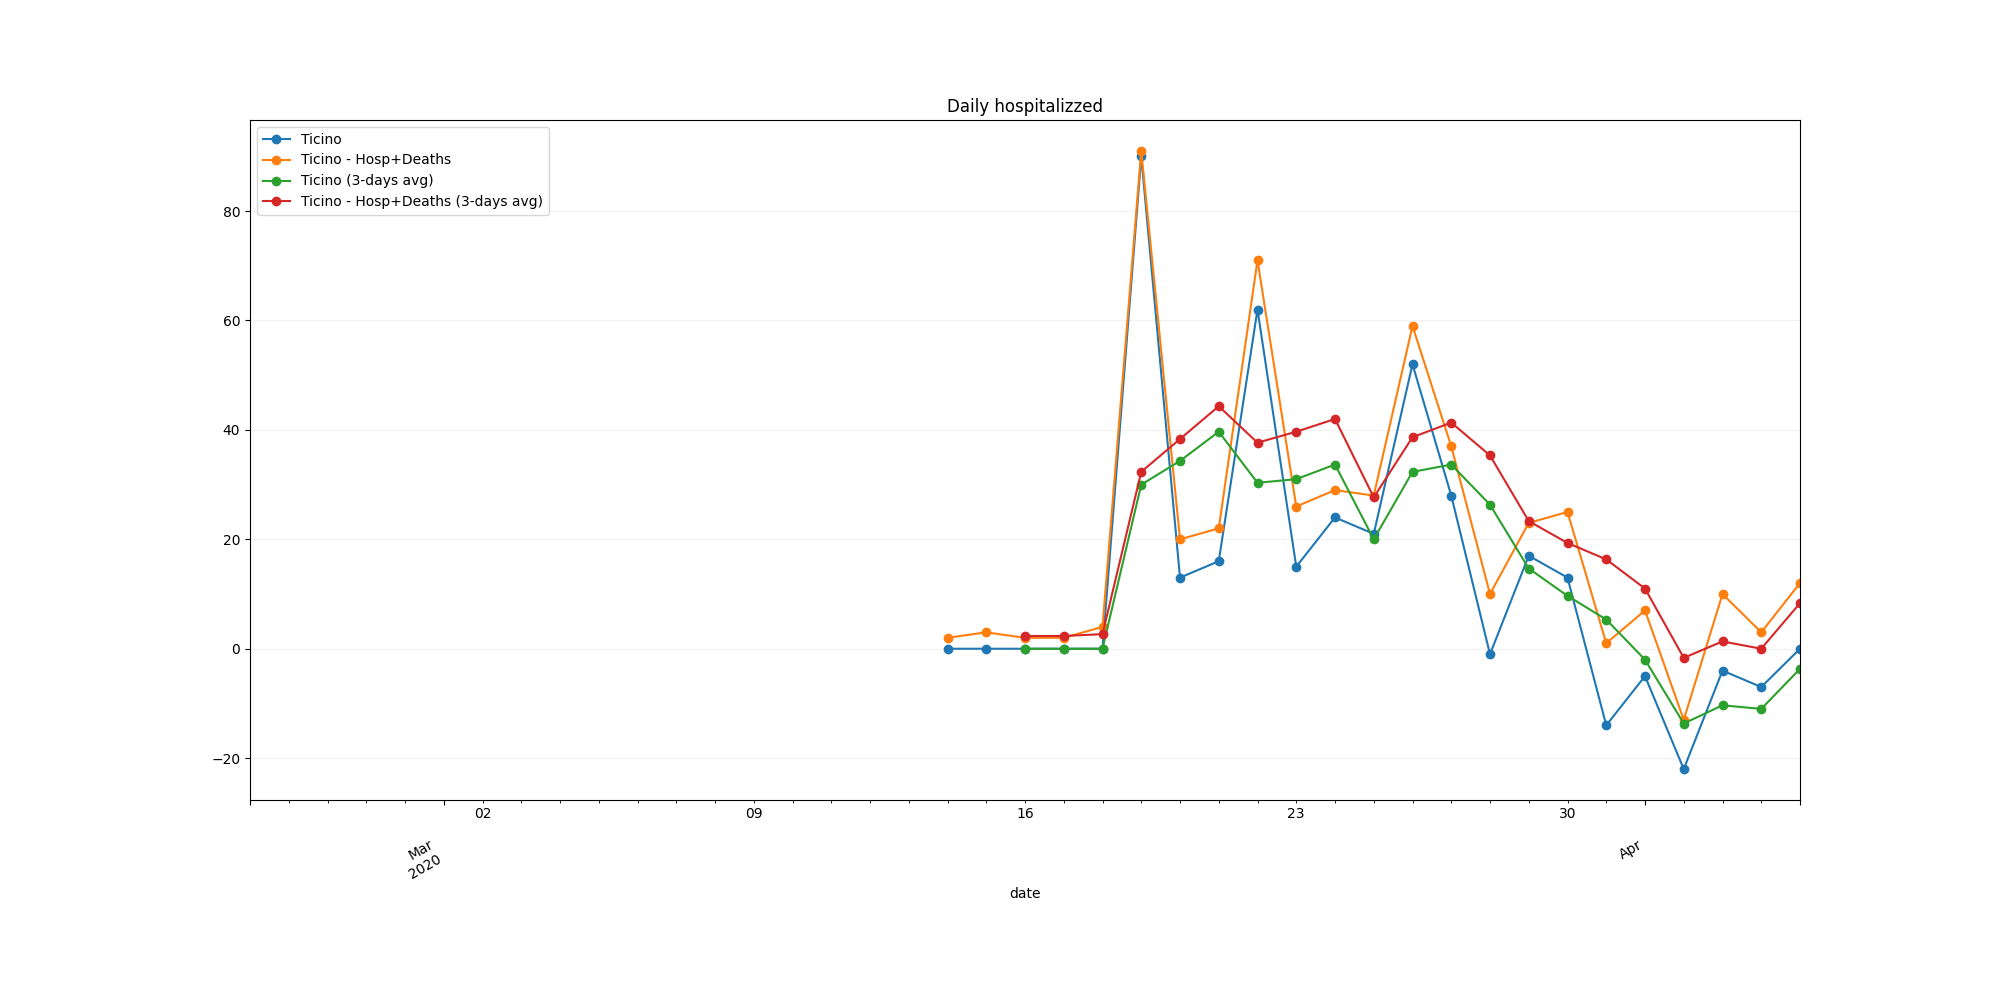 Daily hospitalizzed
Ticino
Ticino - Hosp+Deaths
Ticino (3-days avg)
Ticino - Hosp+Deaths (3-days avg)
80
60
40
20
0
−20
02
09
16
23
30
Mar
2020
Apr
date